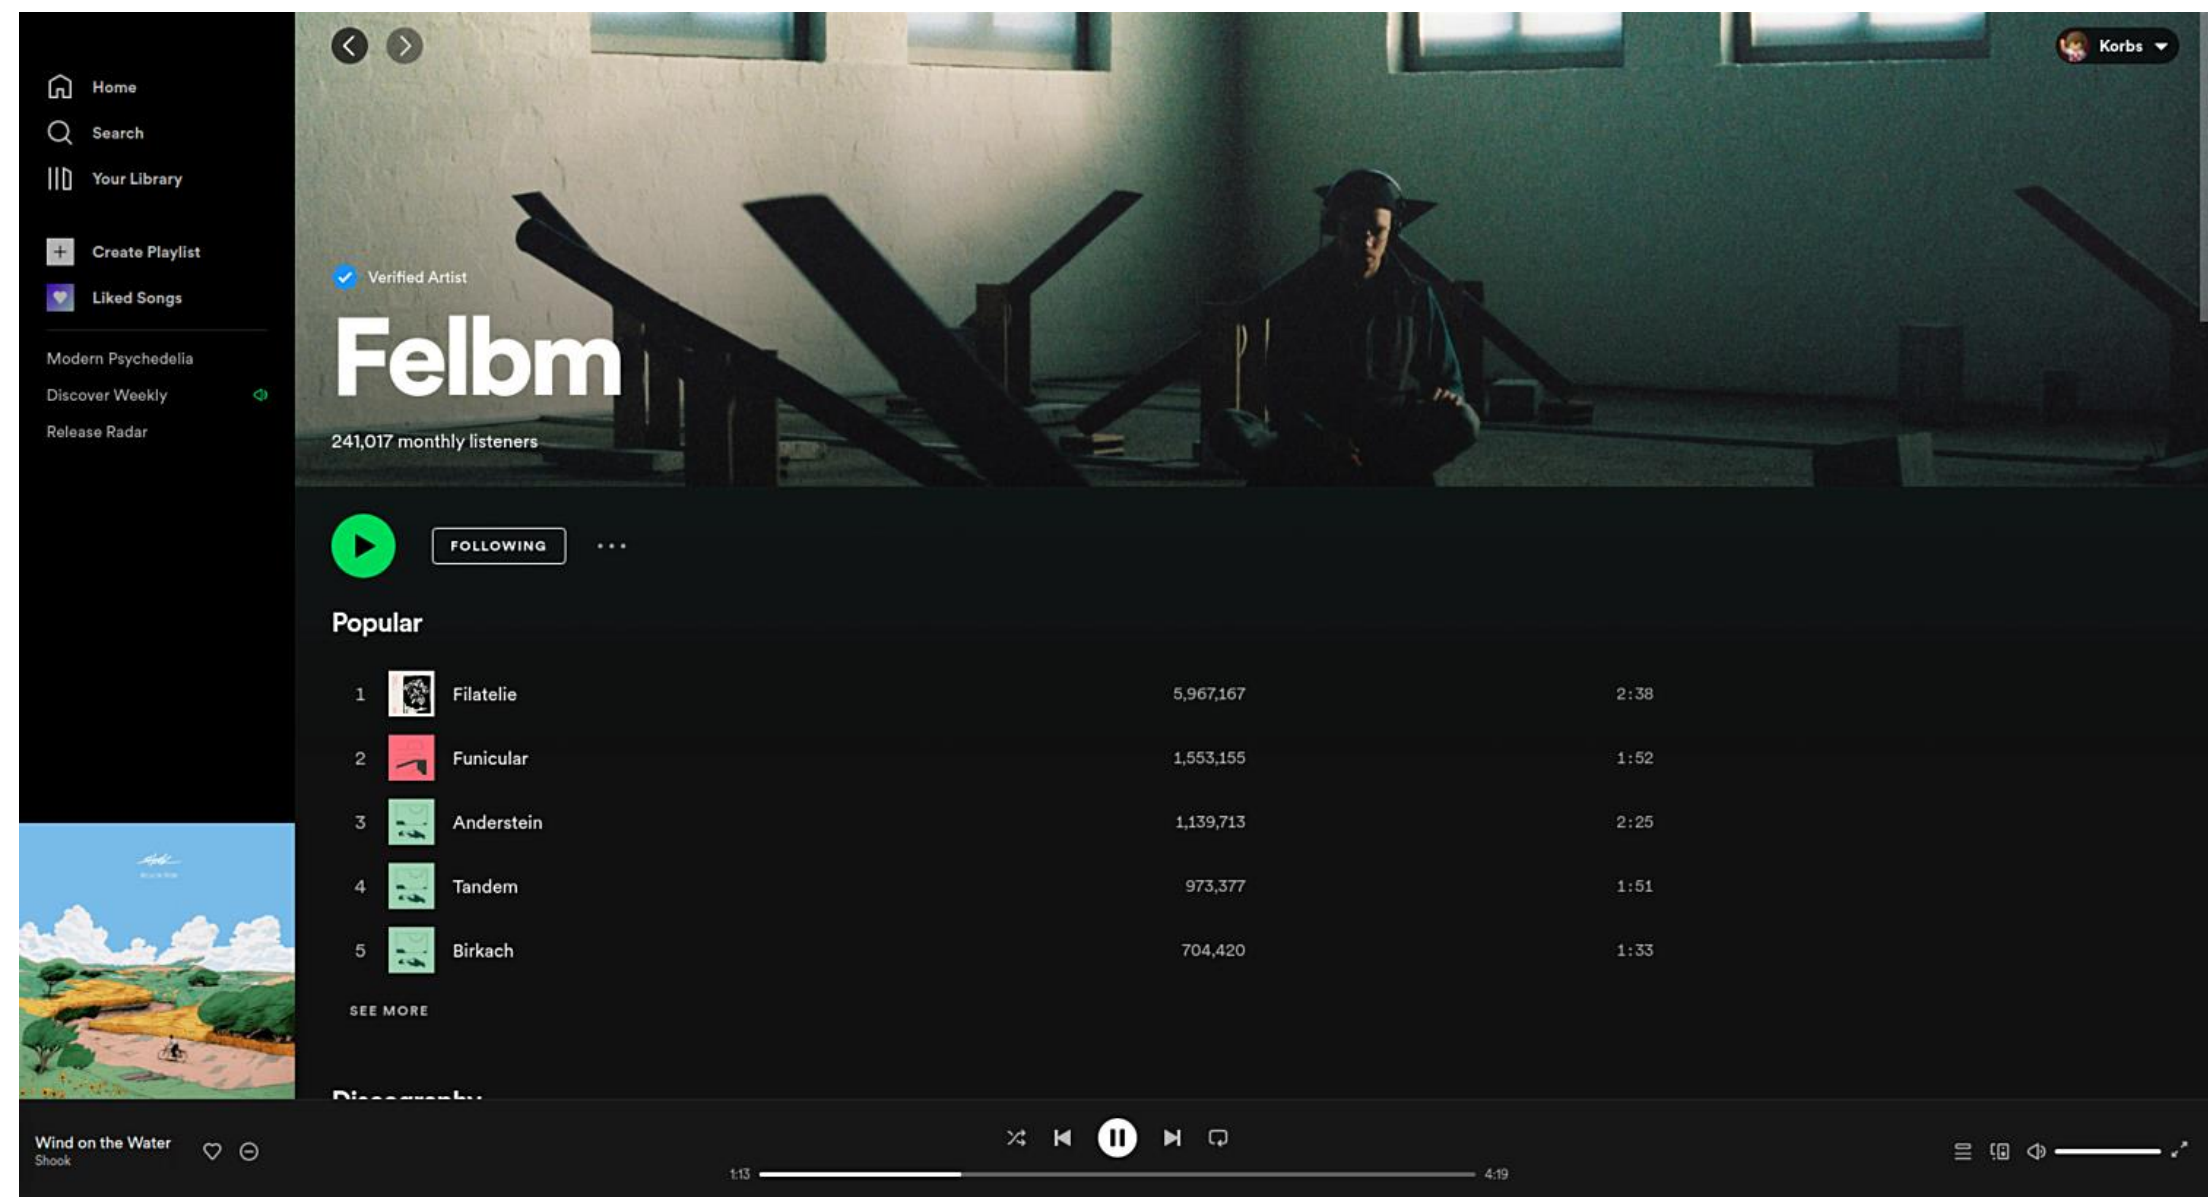 Home
Search
Your Library
Create Playlist
Liked Songs
Modern Psychedelia
Discover Weekly
Release Radar
Korbs
Verified Artist
Felbm
241,017 monthly listeners
FOLLOWING
Popular
1 Filatelie 5,967,167 2:38
2 Funicular 1,553,155 1:52
3 Anderstein 1,139,713 2:25
4 Tandem 973,377 1:51
5 Birkach 704,420 1:33
SEE MORE
Discography
Wind on the Water
Shook
1:13 4:19